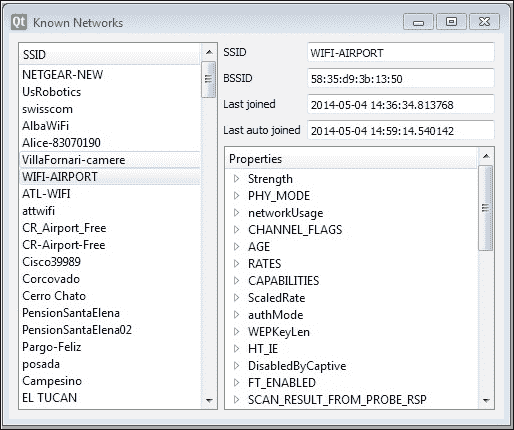 Qt Known Networks
SSID
NETGEAR-NEW
UsRobotics
swisscom
AlbaWiFi
Alice-83070190
VillaFornari-camere
WIFI-AIRPORT
ATL-WIFI
attwifi
CR_Airport_Free
CR-Airport-Free
Cisco39989
Corcovado
Cerro Chato
PensionSantaElena
PensionSantaElena02
Pargo-Feliz
posada
Campesino
EL TUCAN
SSID WIFI-AIRPORT
BSSID 58:35:d9:3b:13:50
Last joined 2014-05-04 14:36:34.813768
Last auto joined 2014-05-04 14:59:14.540142
Properties
Strength
PHY_MODE
networkUsage
CHANNEL_FLAGS
AGE
RATES
CAPABILITIES
ScaledRate
authMode
WEPKeyLen
HT_IE
DisabledByCaptive
FT_ENABLED
SCAN_RESULT_FROM_PROBE_RSP